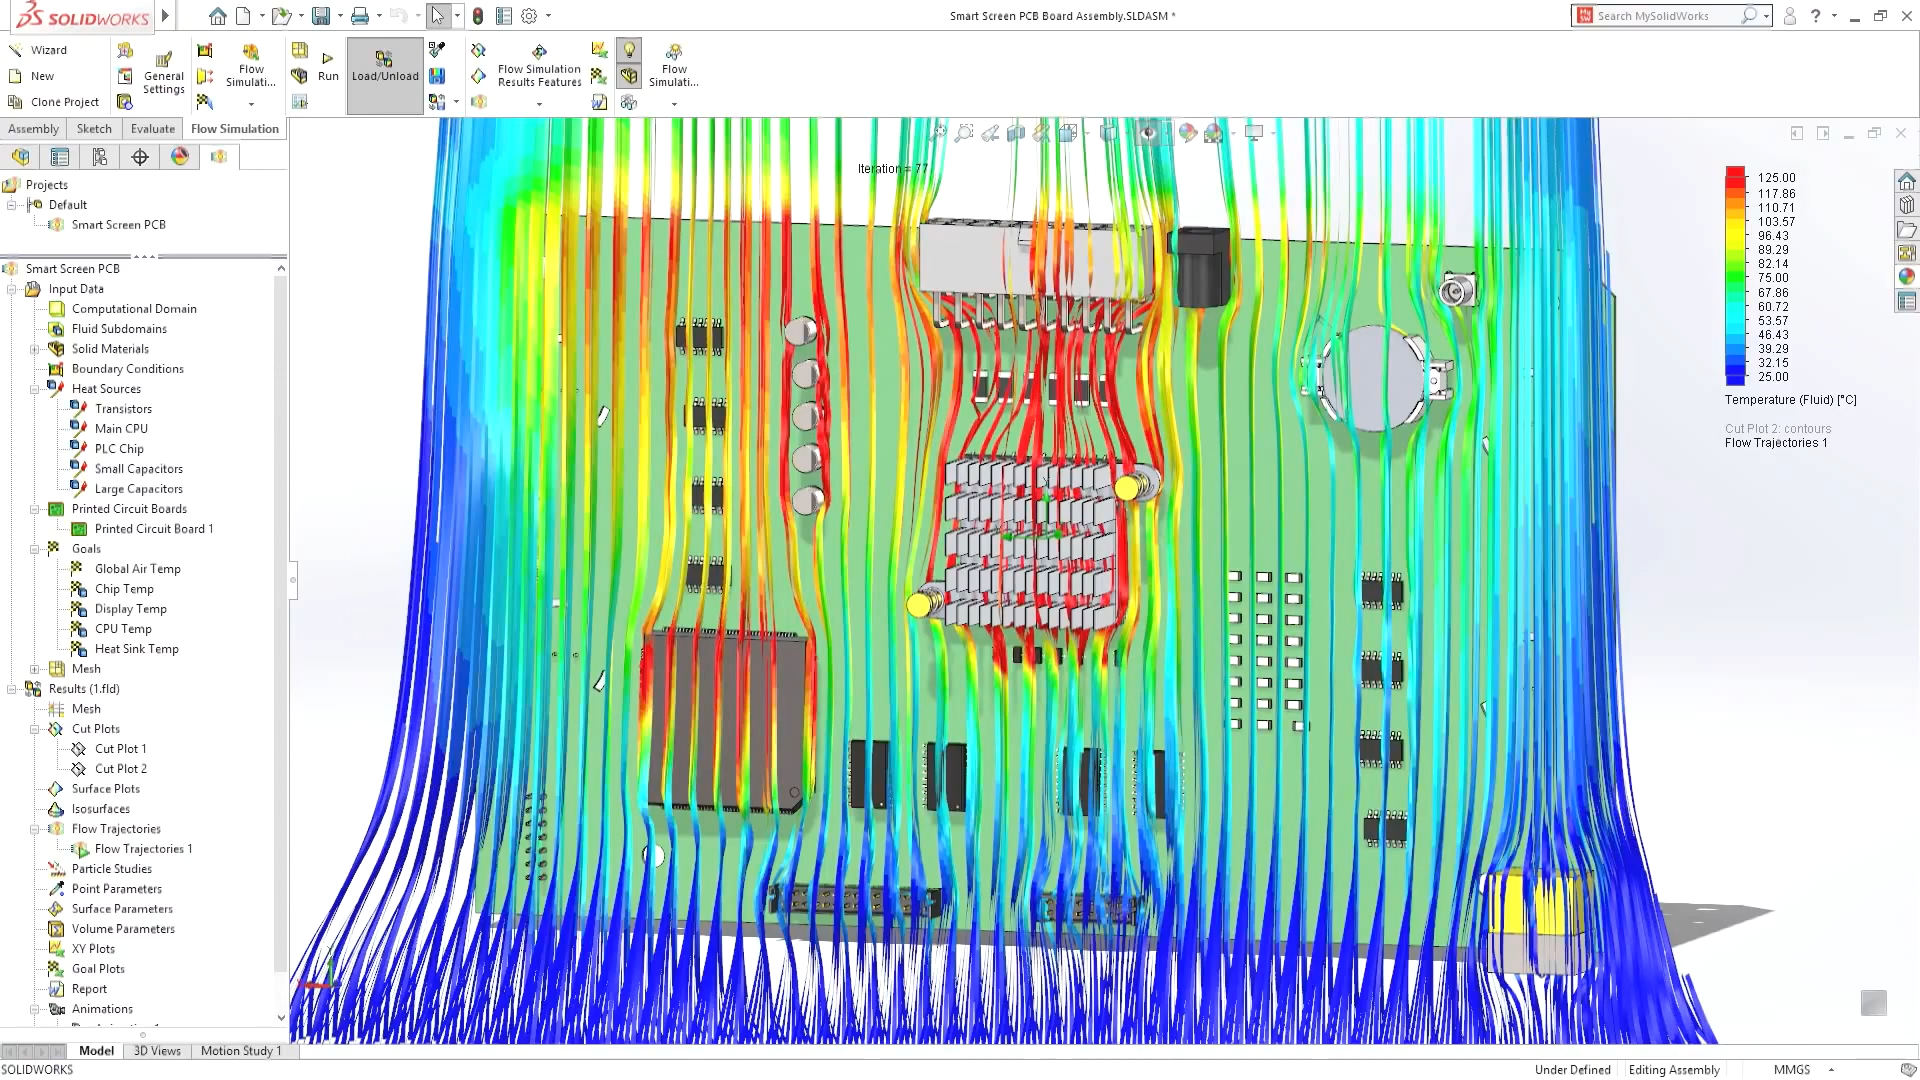 SOLIDWORKS
Smart Screen PCB Board Assembly.SLDASM *
Search MySolidWorks
Wizard
New
Clone Project
General Settings
Flow Simulati...
Run
Load/Unload
Flow Simulation Results Features
Flow Simulati...
Assembly
Sketch
Evaluate
Flow Simulation
Projects
Default
Smart Screen PCB
Smart Screen PCB
Input Data
Computational Domain
Fluid Subdomains
Solid Materials
Boundary Conditions
Heat Sources
Transistors
Main CPU
PLC Chip
Small Capacitors
Large Capacitors
Printed Circuit Boards
Printed Circuit Board 1
Goals
Global Air Temp
Chip Temp
Display Temp
CPU Temp
Heat Sink Temp
Mesh
Results (1.fld)
Mesh
Cut Plots
Cut Plot 1
Cut Plot 2
Surface Plots
Isosurfaces
Flow Trajectories
Flow Trajectories 1
Particle Studies
Point Parameters
Surface Parameters
Volume Parameters
XY Plots
Goal Plots
Report
Animations
Iteration = 77
125.00
117.86
110.71
103.57
96.43
89.29
82.14
75.00
67.86
60.72
53.57
46.43
39.29
32.15
25.00
Temperature (Fluid) [°C]
Cut Plot 2: contours
Flow Trajectories 1
Model
3D Views
Motion Study 1
SOLIDWORKS
Under Defined
Editing Assembly
MMGS